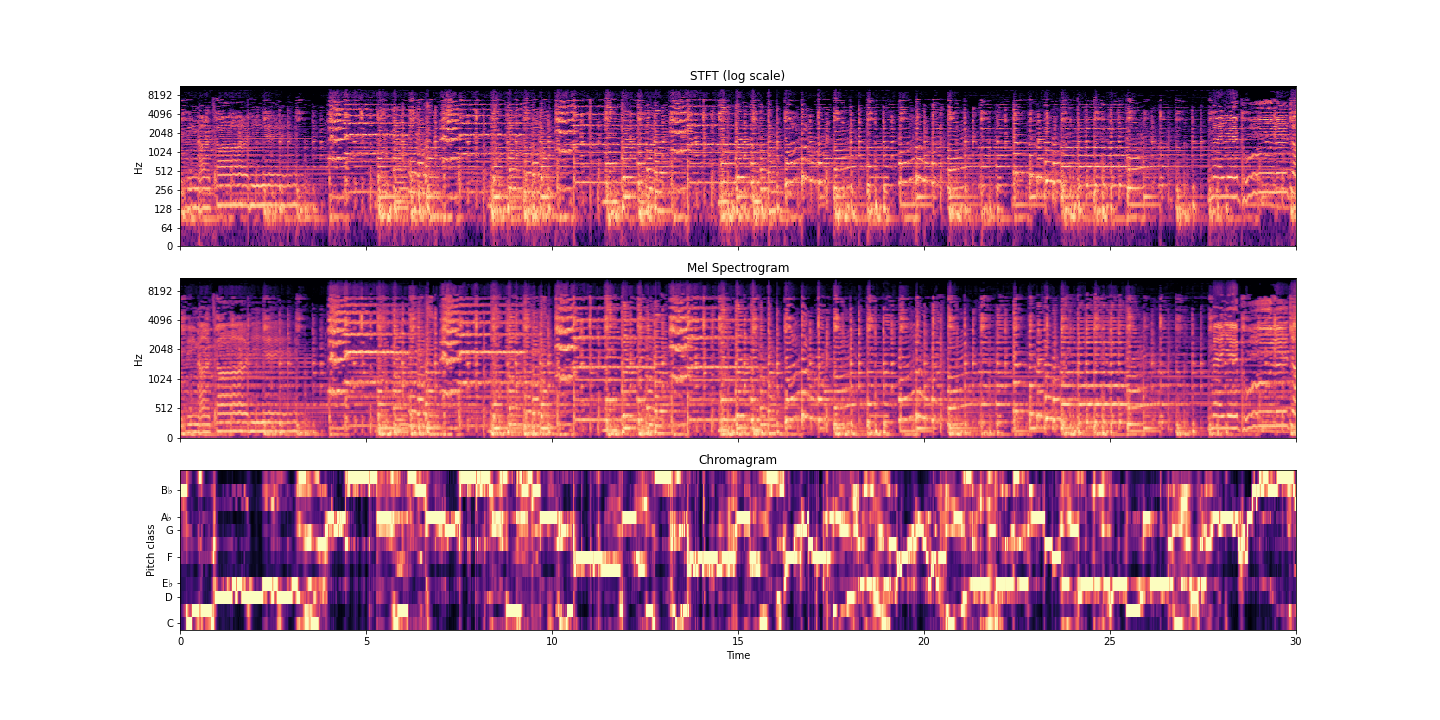 STFT (log scale)
8192
4096
2048
1024
512
256
128
64
0
Hz
Mel Spectrogram
8192
4096
2048
1024
512
0
Hz
Chromagram
B♭
A♭
G
F
E♭
D
C
Pitch class
0 5 10 15 20 25 30
Time